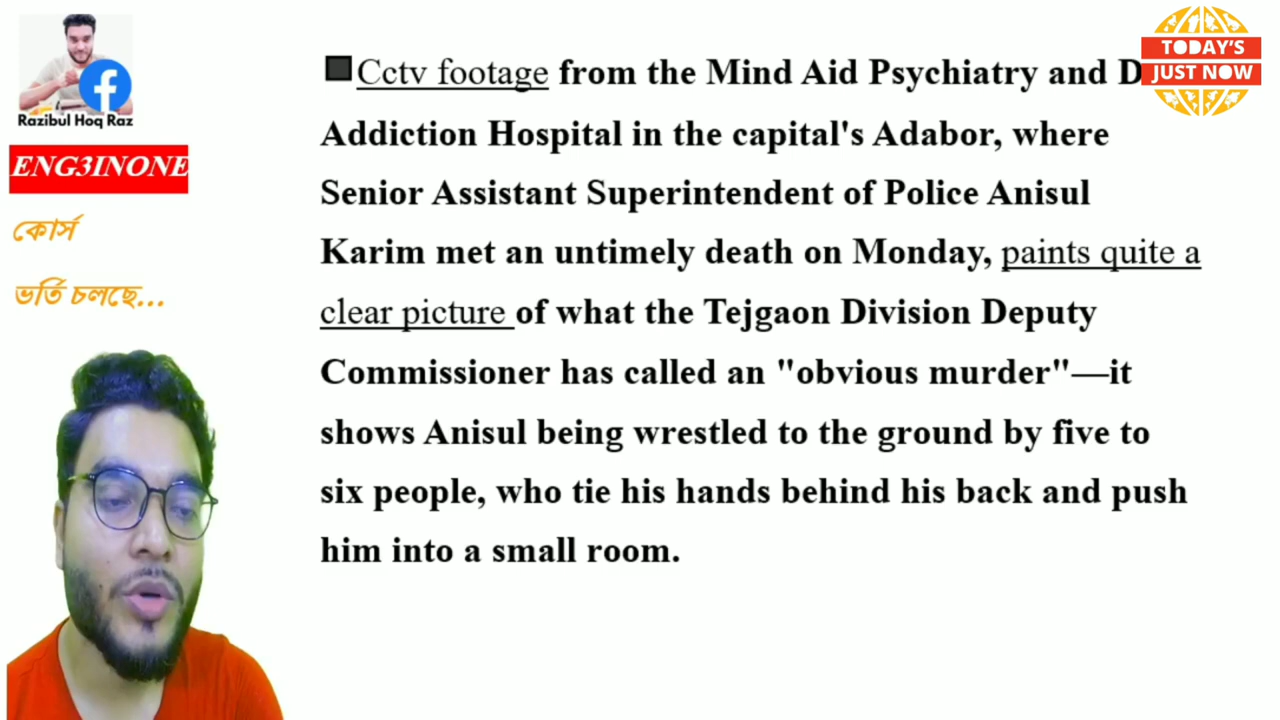 Razibul Hoq Raz
ENG3INONE
কোর্স
ভর্তি চলছে...
TODAY'S
JUST NOW
Cctv footage from the Mind Aid Psychiatry and D
Addiction Hospital in the capital's Adabor, where
Senior Assistant Superintendent of Police Anisul
Karim met an untimely death on Monday, paints quite a
clear picture of what the Tejgaon Division Deputy
Commissioner has called an "obvious murder"—it
shows Anisul being wrestled to the ground by five to
six people, who tie his hands behind his back and push
him into a small room.